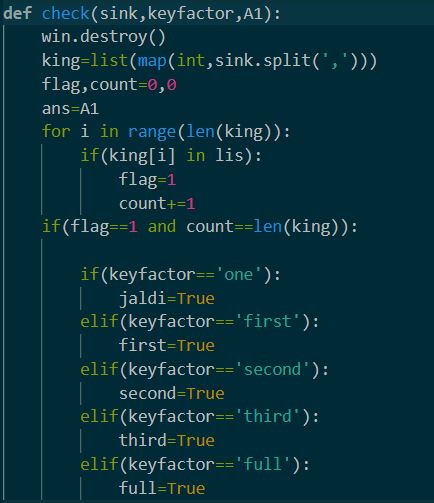 def check(sink,keyfactor,A1):
    win.destroy()
    king=list(map(int,sink.split(',')))
    flag,count=0,0
    ans=A1
    for i in range(len(king)):
        if(king[i] in lis):
            flag=1
            count+=1
    if(flag==1 and count==len(king)):

        if(keyfactor=='one'):
            jaldi=True
        elif(keyfactor=='first'):
            first=True
        elif(keyfactor=='second'):
            second=True
        elif(keyfactor=='third'):
            third=True
        elif(keyfactor=='full'):
            full=True